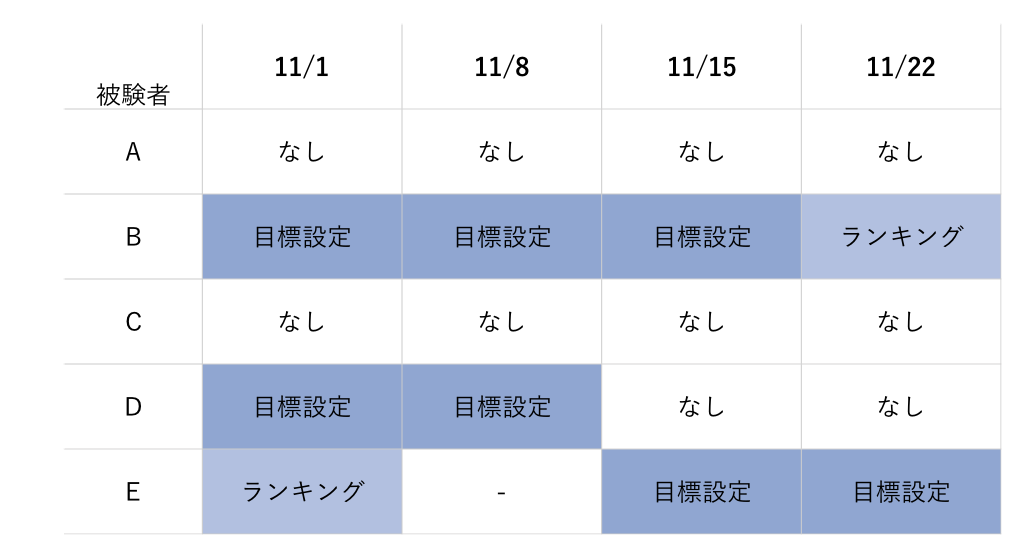 被験者 11/1 11/8 11/15 11/22
A なし なし なし なし
B 目標設定 目標設定 目標設定 ランキング
C なし なし なし なし
D 目標設定 目標設定 なし なし
E ランキング - 目標設定 目標設定